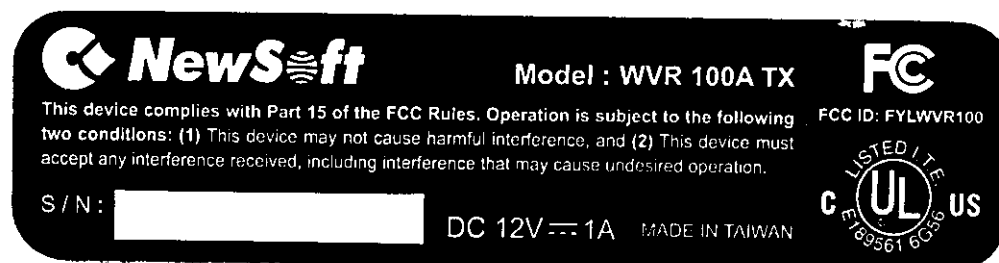 NewSoft
Model : WVR 100A TX
FC
This device complies with Part 15 of the FCC Rules. Operation is subject to the following
two conditions: (1) This device may not cause harmful interference, and (2) This device must
accept any interference received, including interference that may cause undesired operation.
FCC ID: FYLWVR100
S / N :
DC 12V⎓1A
MADE IN TAIWAN
LISTED I.T.E.
C UL US
E189561 6G56